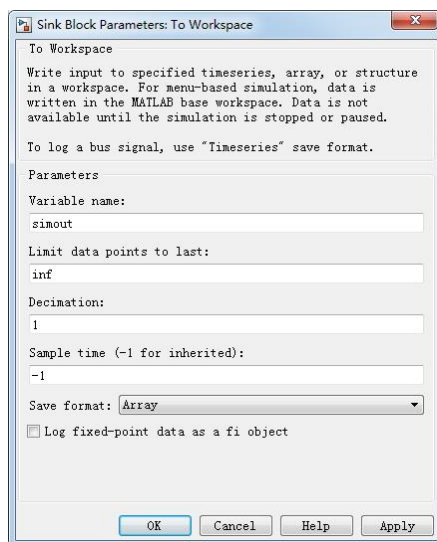 Sink Block Parameters: To Workspace
To Workspace
Write input to specified timeseries, array, or structure
in a workspace. For menu-based simulation, data is
written in the MATLAB base workspace. Data is not
available until the simulation is stopped or paused.
To log a bus signal, use "Timeseries" save format.
Parameters
Variable name:
simout
Limit data points to last:
inf
Decimation:
1
Sample time (-1 for inherited):
-1
Save format: Array
Log fixed-point data as a fi object
OK Cancel Help Apply